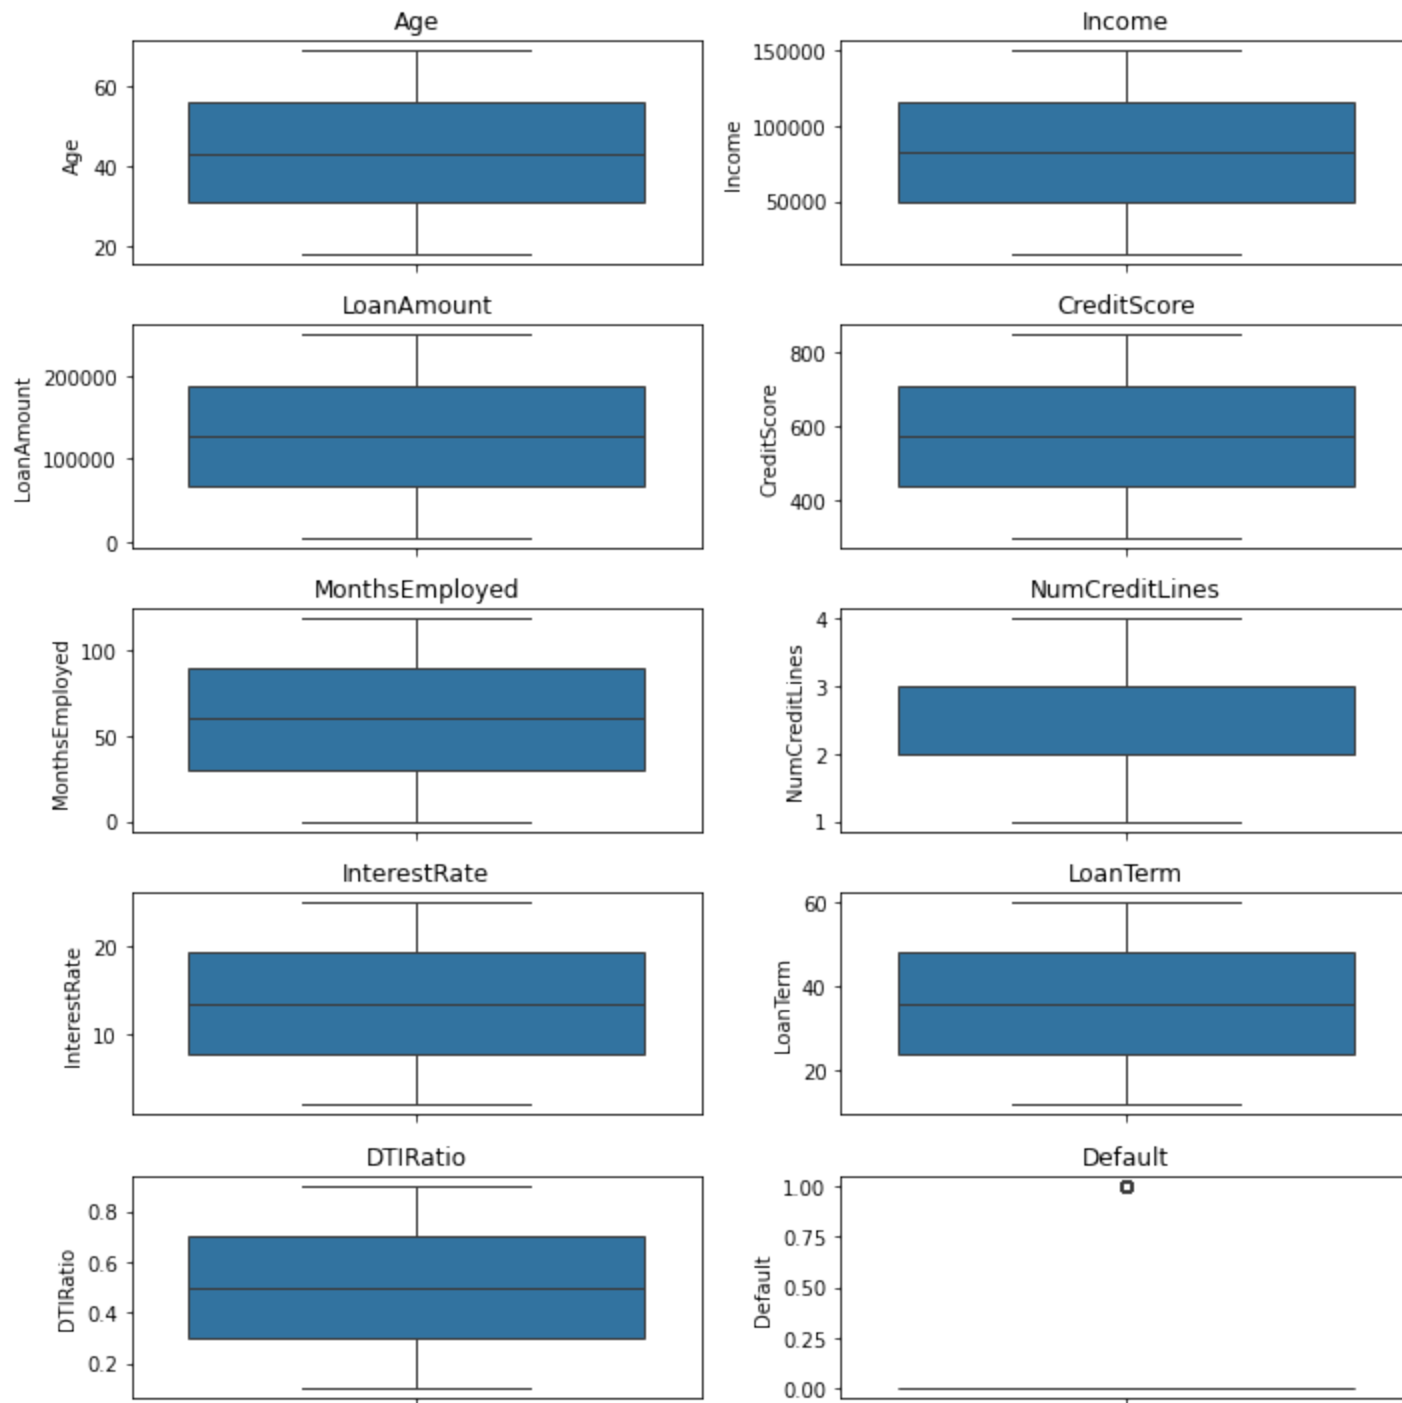 Age
Age
60
40
20
Income
Income
150000
100000
50000
LoanAmount
LoanAmount
200000
100000
0
CreditScore
CreditScore
800
600
400
MonthsEmployed
MonthsEmployed
100
50
0
NumCreditLines
NumCreditLines
4
3
2
1
InterestRate
InterestRate
20
10
LoanTerm
LoanTerm
60
40
20
DTIRatio
DTIRatio
0.8
0.6
0.4
0.2
Default
Default
1.00
0.75
0.50
0.25
0.00